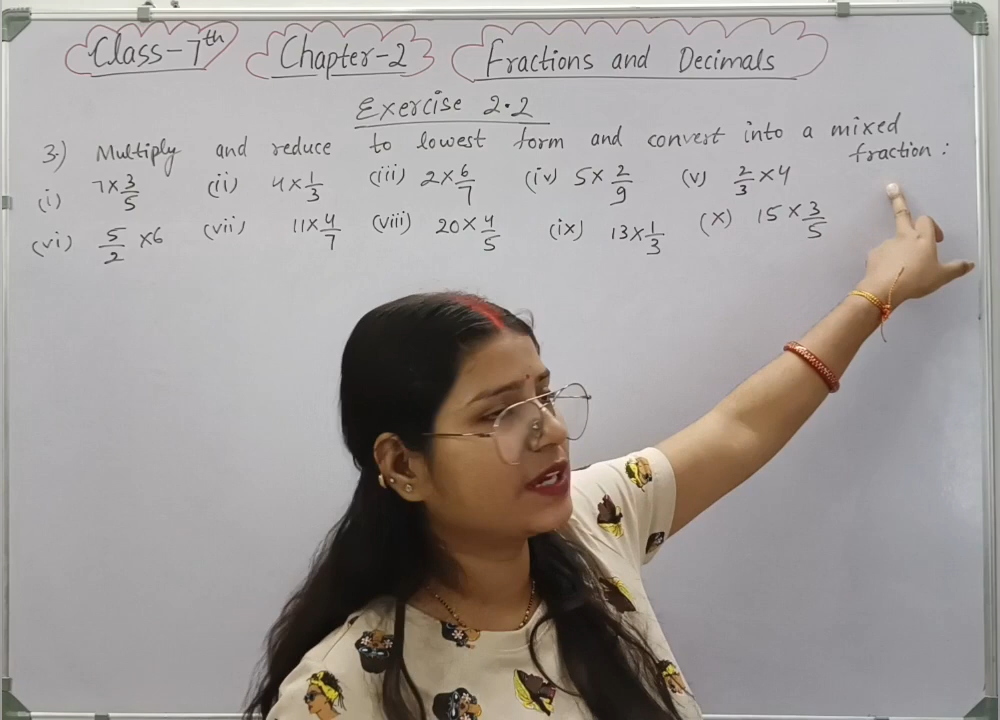 Class-7th Chapter-2 Fractions and Decimals
Exercise 2.2
3.) Multiply and reduce to lowest form and convert into a mixed fraction :
(i) 7×3/5 (ii) 4×1/3 (iii) 2×6/7 (iv) 5×2/9 (v) 2/3×4
(vi) 5/2×6 (vii) 11×4/7 (viii) 20×4/5 (ix) 13×1/3 (x) 15×3/5